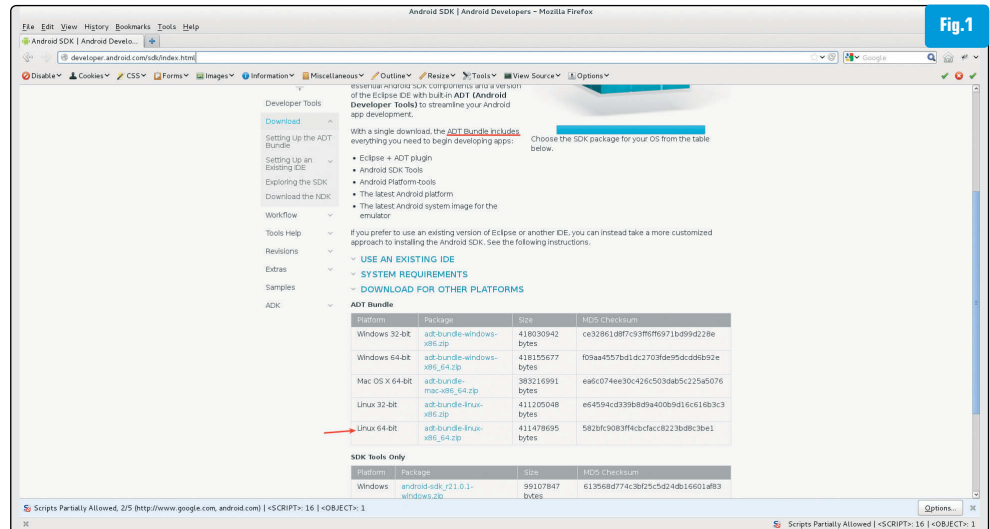 Android SDK | Android Developers - Mozilla Firefox
Fig.1
File Edit View History Bookmarks Tools Help
Android SDK | Android Develo...
developer.android.com/sdk/index.html
Google
Disable Cookies CSS Forms Images Information Miscellaneous Outline Resize Tools View Source Options
Developer Tools
Download
Setting Up the ADT
Bundle
Setting Up an
Existing IDE
Exploring the SDK
Download the NDK
Workflow
Tools Help
Revisions
Extras
Samples
ADK
essential Android SDK components and a version
of the Eclipse IDE with built-in ADT (Android
Developer Tools) to streamline your Android
app development.
With a single download, the ADT Bundle includes
everything you need to begin developing apps:
• Eclipse + ADT plugin
• Android SDK Tools
• Android Platform-tools
• The latest Android platform
• The latest Android system image for the
emulator
Choose the SDK package for your OS from the table
below.
If you prefer to use an existing version of Eclipse or another IDE, you can instead take a more customized
approach to installing the Android SDK. See the following instructions.
USE AN EXISTING IDE
SYSTEM REQUIREMENTS
DOWNLOAD FOR OTHER PLATFORMS
ADT Bundle
Platform Package Size MD5 Checksum
Windows 32-bit adt-bundle-windows-x86.zip 418030942 bytes ce32861d8f7c93ff6ff6971bd99d228e
Windows 64-bit adt-bundle-windows-x86_64.zip 418155677 bytes f09aa4557bd1dc2703fde95dcdd6b92e
Mac OS X 64-bit adt-bundle-mac-x86_64.zip 383216991 bytes ea6c074ee30c426c503dab5c225a5076
Linux 32-bit adt-bundle-linux-x86.zip 411205048 bytes e64594cd339b8d9a400b9d16c616b3c3
Linux 64-bit adt-bundle-linux-x86_64.zip 411478695 bytes 582bfc9083ff4cbcfacc8223bd8c3be1
SDK Tools Only
Platform Package Size MD5 Checksum
Windows android-sdk_r21.0.1-windows.zip 99107847 bytes 613568d774c3bf25c5d24db16601af83
Scripts Partially Allowed, 2/5 (http://www.google.com, android.com) | <SCRIPT>: 16 | <OBJECT>: 1
Options...
Scripts Partially Allowed | <SCRIPT>: 16 | <OBJECT>: 1